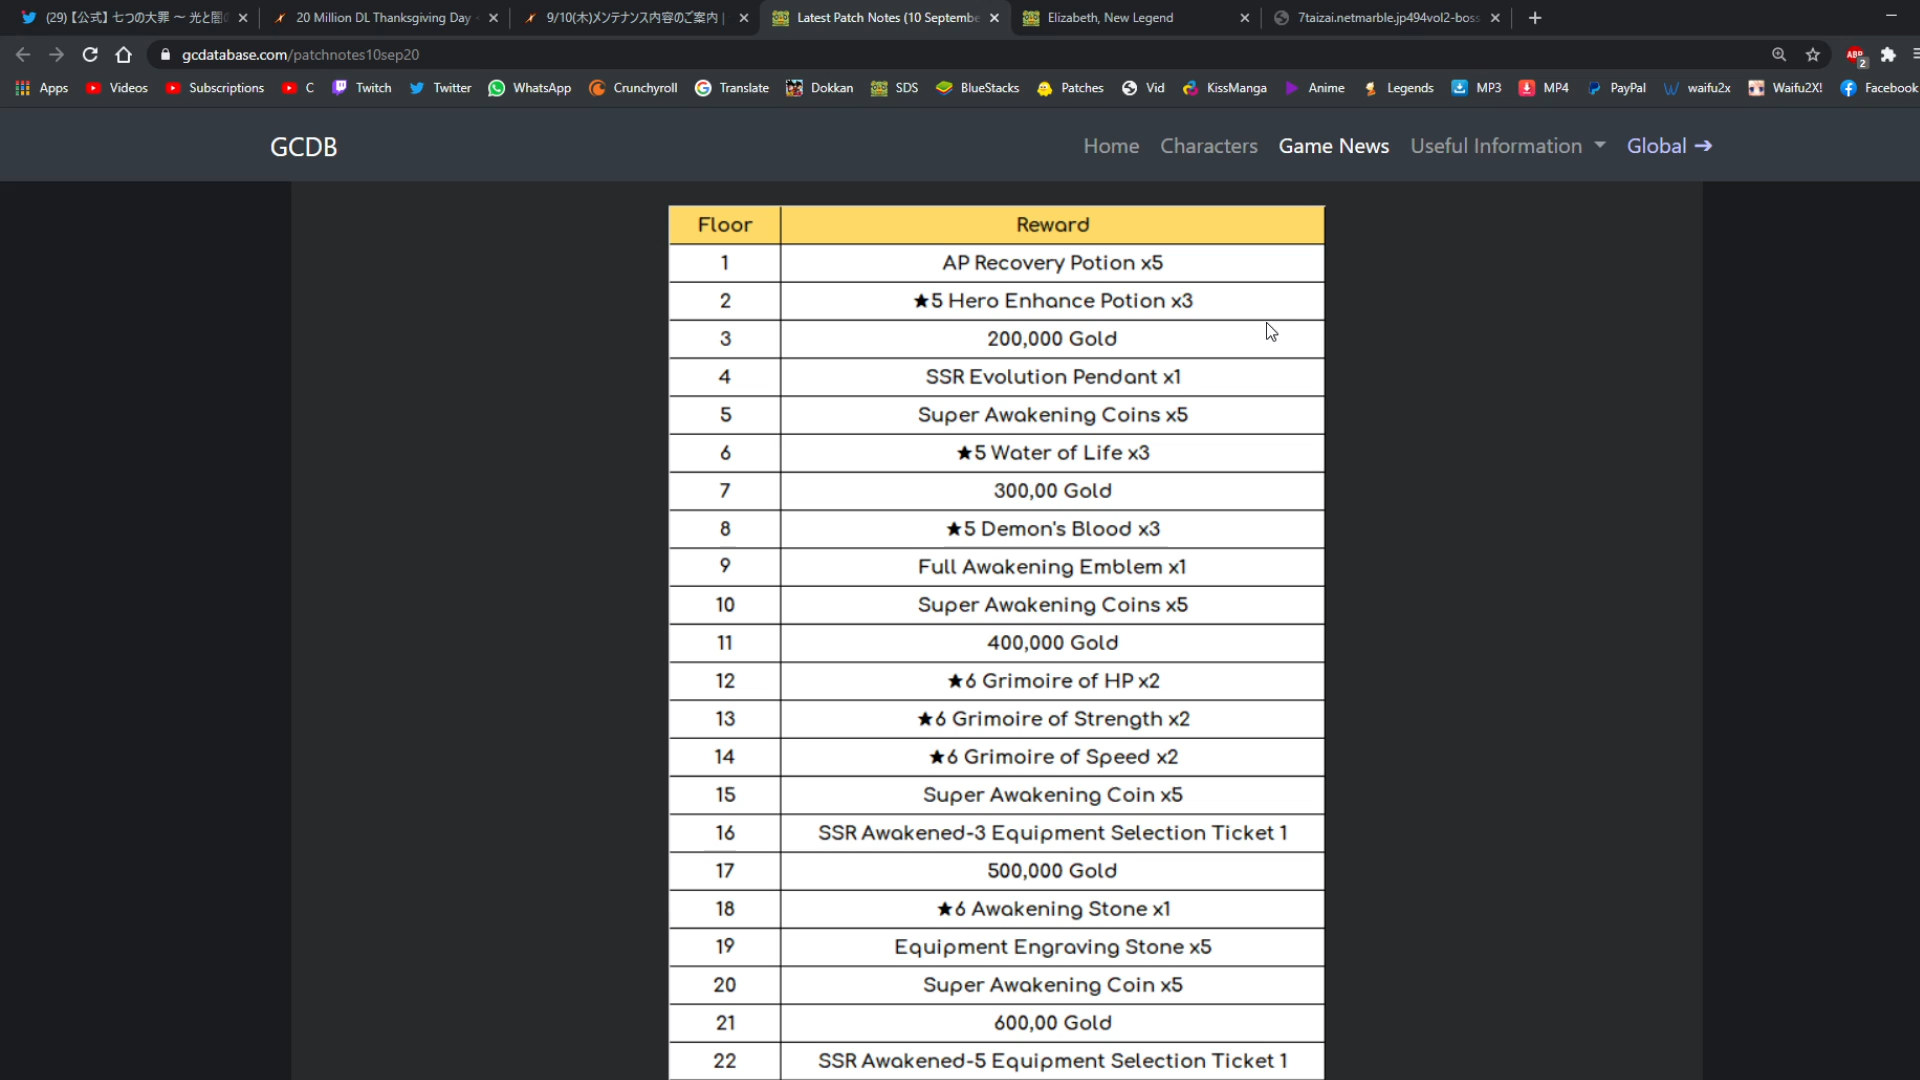 (29)【公式】七つの大罪 ～ 光と闇の
20 Million DL Thanksgiving Day
9/10(木)メンテナンス内容のご案内 |
Latest Patch Notes (10 Septembe
Elizabeth, New Legend
7taizai.netmarble.jp494vol2-boss
gcdatabase.com/patchnotes10sep20
ABP
2
Apps
Videos
Subscriptions
C
Twitch
Twitter
WhatsApp
Crunchyroll
Translate
Dokkan
SDS
BlueStacks
Patches
Vid
KissManga
Anime
Legends
MP3
MP4
PayPal
waifu2x
Waifu2X!
Facebook
GCDB
Home
Characters
Game News
Useful Information
Global →
Floor Reward
1 AP Recovery Potion x5
2 ★5 Hero Enhance Potion x3
3 200,000 Gold
4 SSR Evolution Pendant x1
5 Super Awakening Coins x5
6 ★5 Water of Life x3
7 300,00 Gold
8 ★5 Demon's Blood x3
9 Full Awakening Emblem x1
10 Super Awakening Coins x5
11 400,000 Gold
12 ★6 Grimoire of HP x2
13 ★6 Grimoire of Strength x2
14 ★6 Grimoire of Speed x2
15 Super Awakening Coin x5
16 SSR Awakened-3 Equipment Selection Ticket 1
17 500,000 Gold
18 ★6 Awakening Stone x1
19 Equipment Engraving Stone x5
20 Super Awakening Coin x5
21 600,00 Gold
22 SSR Awakened-5 Equipment Selection Ticket 1